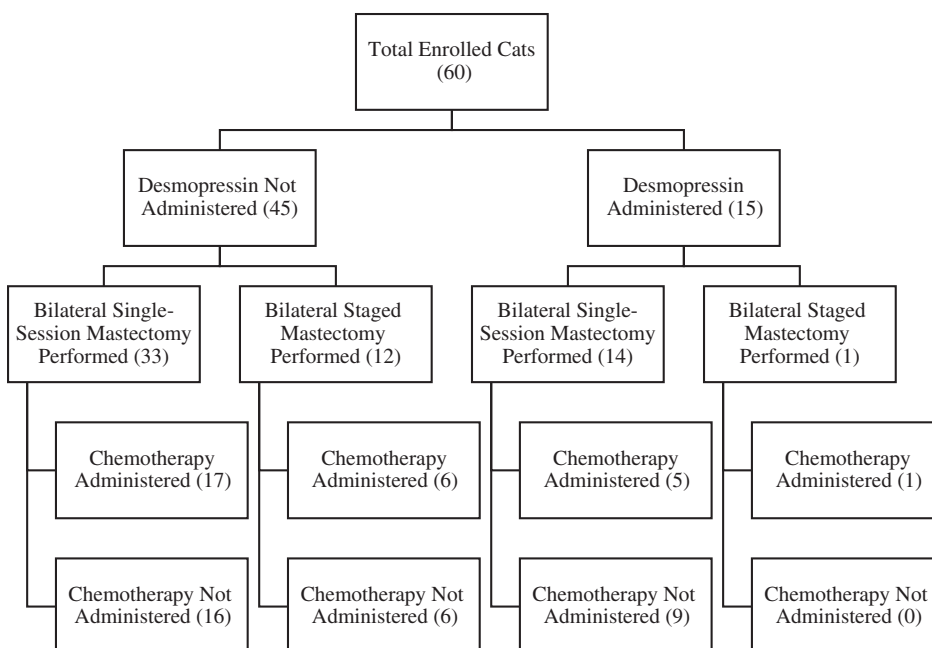 Total Enrolled Cats
(60)
Desmopressin Not
Administered (45)
Desmopressin
Administered (15)
Bilateral Single-
Session Mastectomy
Performed (33)
Bilateral Staged
Mastectomy
Performed (12)
Bilateral Single-
Session Mastectomy
Performed (14)
Bilateral Staged
Mastectomy
Performed (1)
Chemotherapy
Administered (17)
Chemotherapy
Administered (6)
Chemotherapy
Administered (5)
Chemotherapy
Administered (1)
Chemotherapy Not
Administered (16)
Chemotherapy Not
Administered (6)
Chemotherapy Not
Administered (9)
Chemotherapy Not
Administered (0)